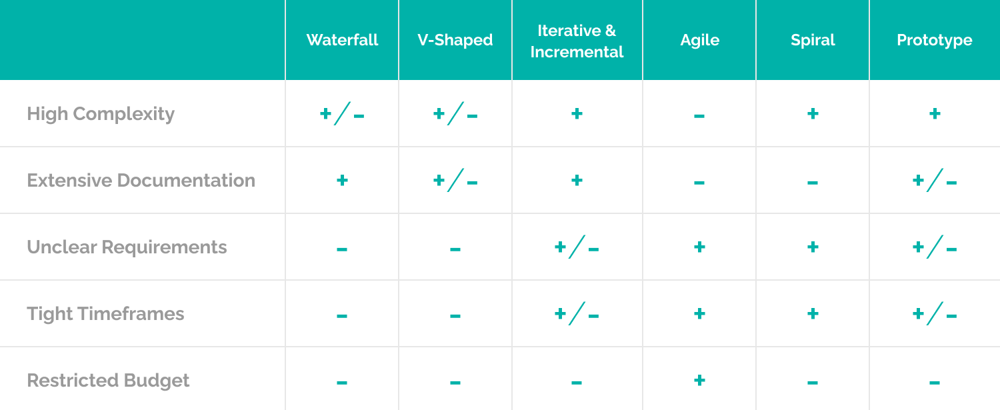 Waterfall V-Shaped Iterative & Incremental Agile Spiral Prototype
High Complexity +/- +/- + - + +
Extensive Documentation + +/- + - - +/-
Unclear Requirements - - +/- + + +/-
Tight Timeframes - - +/- + + +/-
Restricted Budget - - - + - -